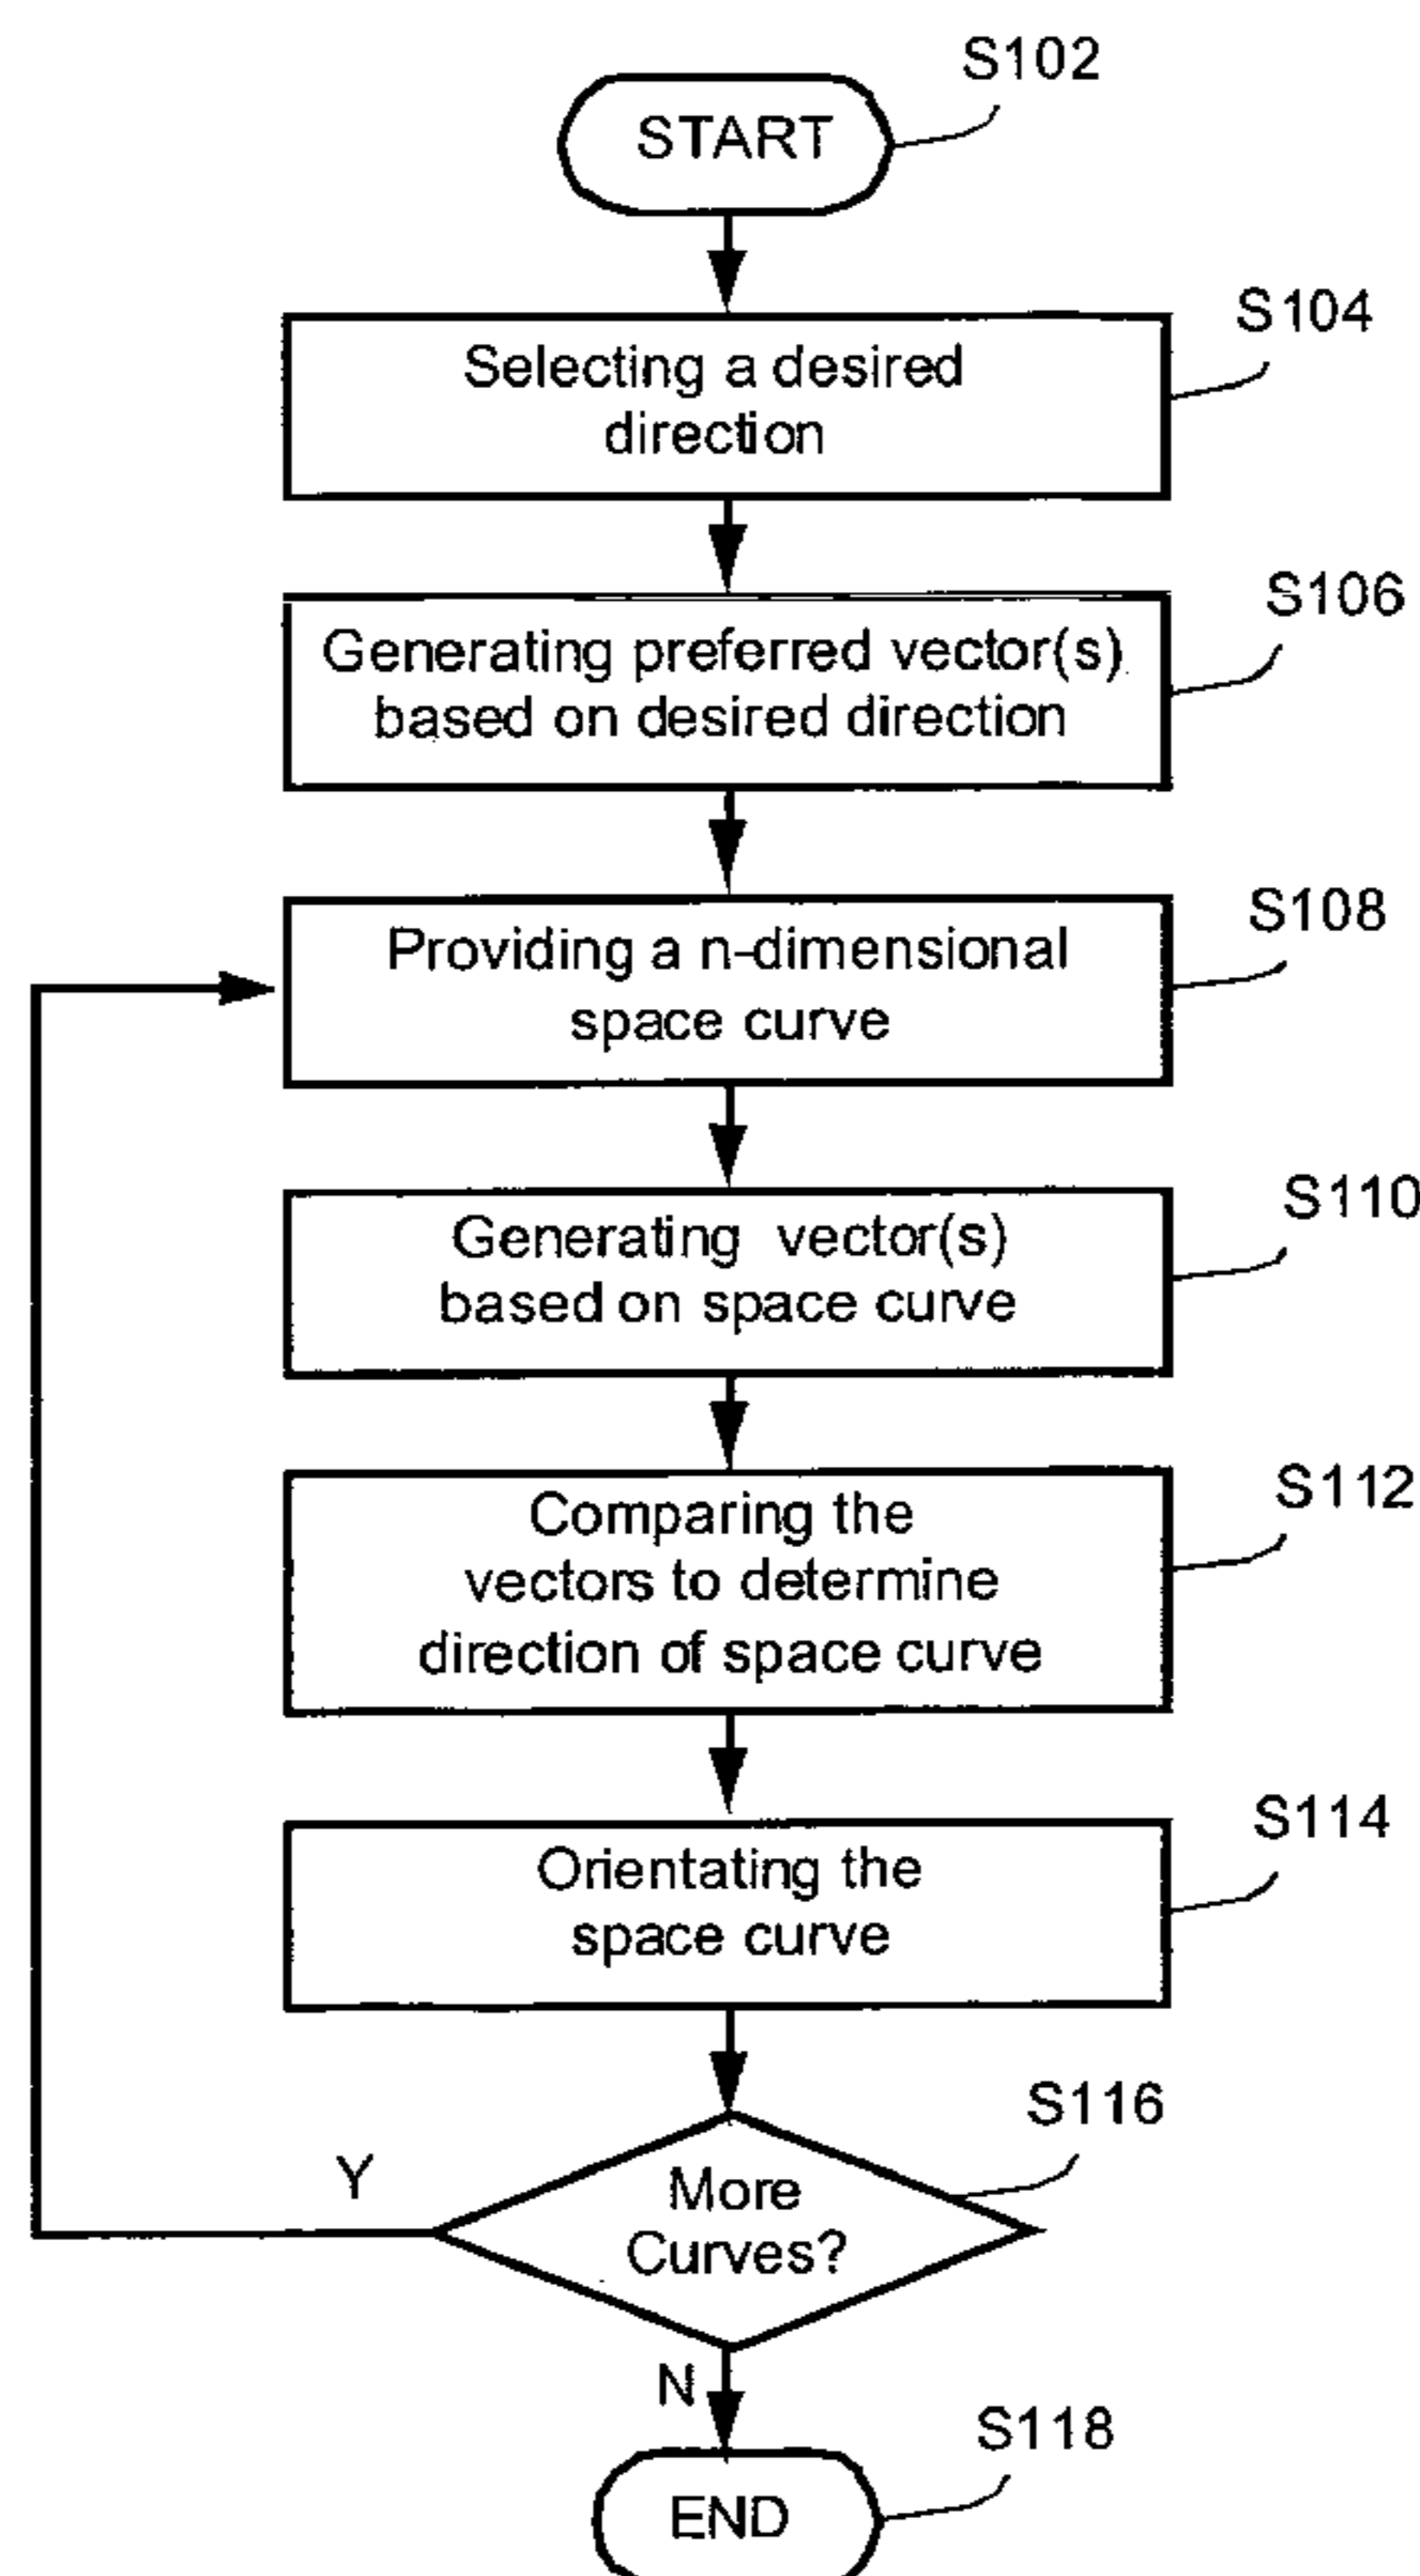 S102
START
S104
Selecting a desired
direction
S106
Generating preferred vector(s)
based on desired direction
S108
Providing a n-dimensional
space curve
S110
Generating vector(s)
based on space curve
S112
Comparing the
vectors to determine
direction of space curve
S114
Orientating the
space curve
S116
Y
More
Curves?
N
S118
END